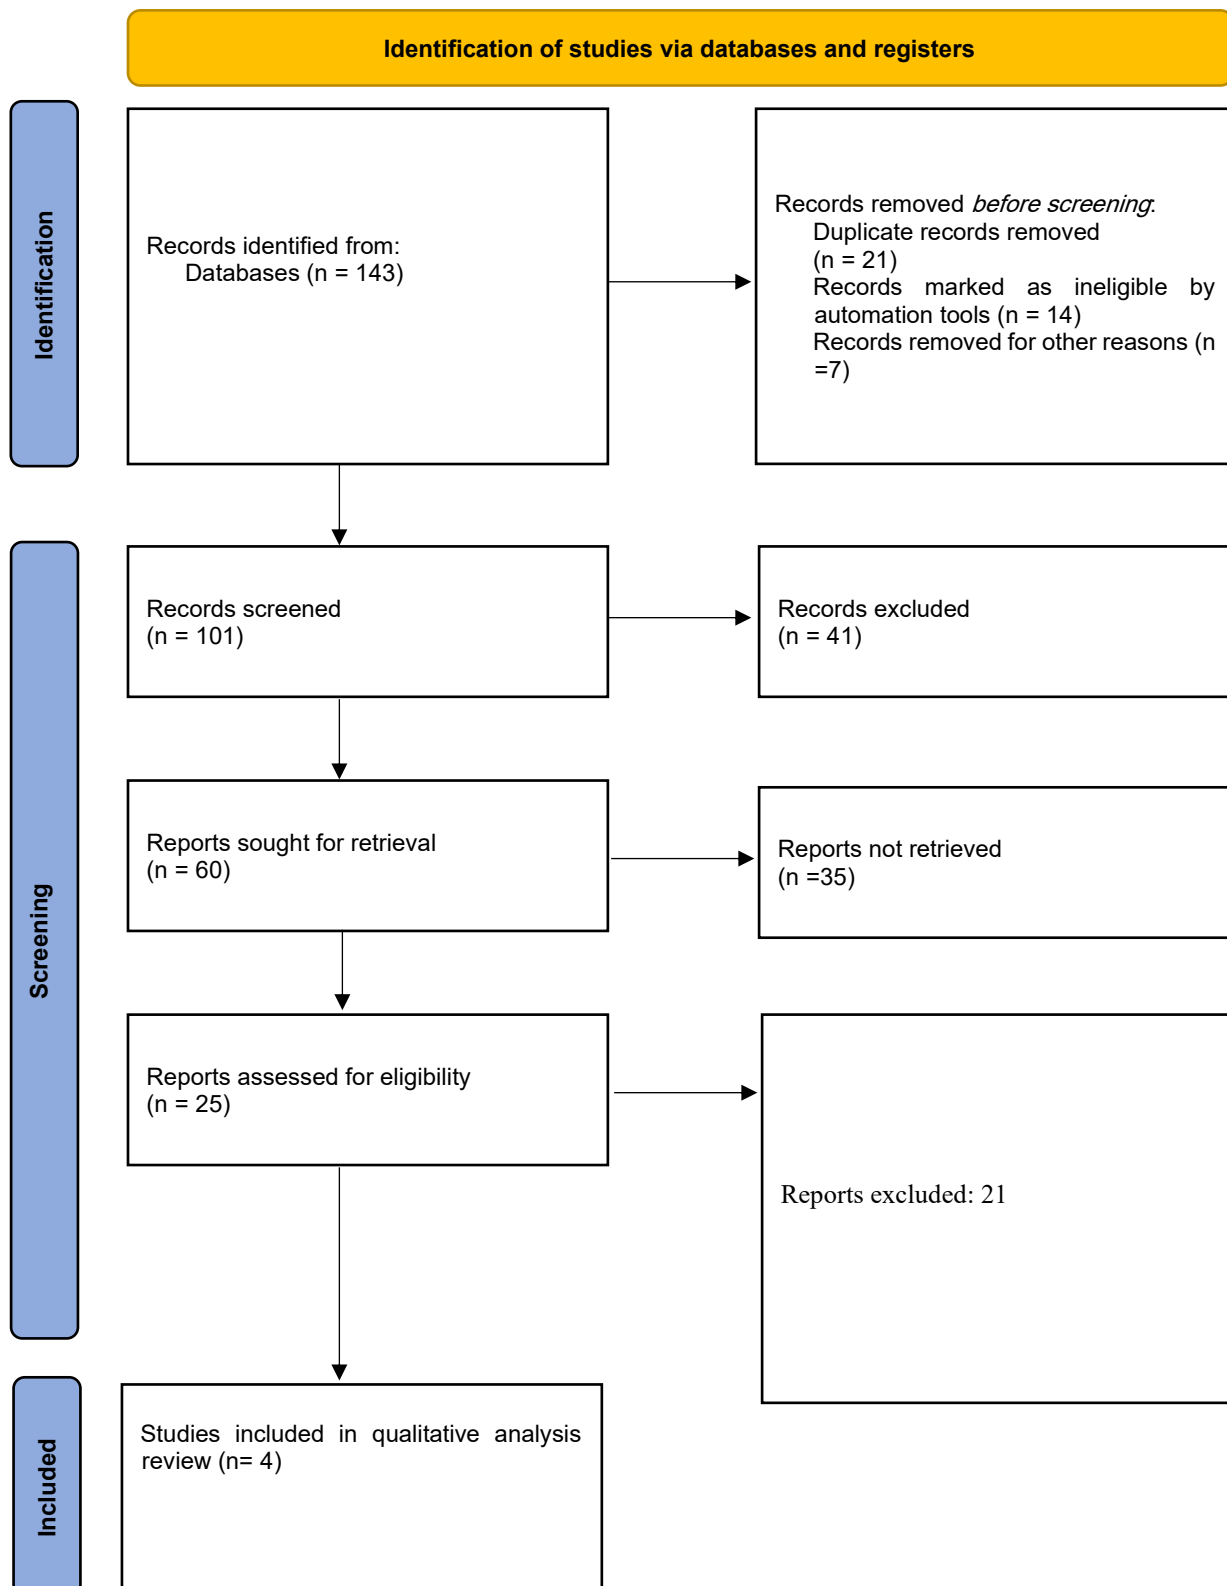 Identification of studies via databases and registers
Identification
Records identified from:
Databases (n = 143)
Records removed before screening:
Duplicate records removed
(n = 21)
Records marked as ineligible by
automation tools (n = 14)
Records removed for other reasons (n
=7)
Screening
Records screened
(n = 101)
Records excluded
(n = 41)
Reports sought for retrieval
(n = 60)
Reports not retrieved
(n =35)
Reports assessed for eligibility
(n = 25)
Reports excluded: 21
Included
Studies included in qualitative analysis
review (n= 4)